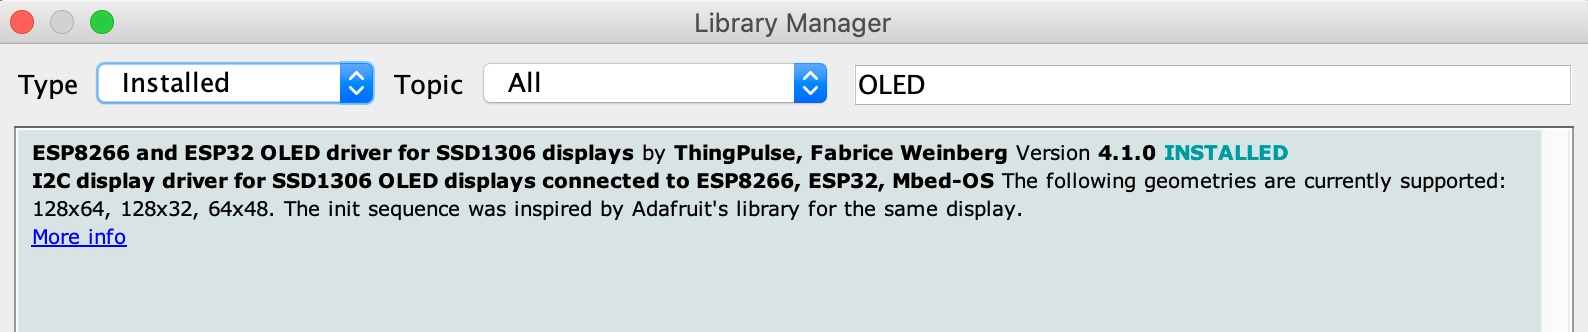 Library Manager
Type Installed Topic All OLED
ESP8266 and ESP32 OLED driver for SSD1306 displays by ThingPulse, Fabrice Weinberg Version 4.1.0 INSTALLED
I2C display driver for SSD1306 OLED displays connected to ESP8266, ESP32, Mbed-OS The following geometries are currently supported:
128x64, 128x32, 64x48. The init sequence was inspired by Adafruit's library for the same display.
More info